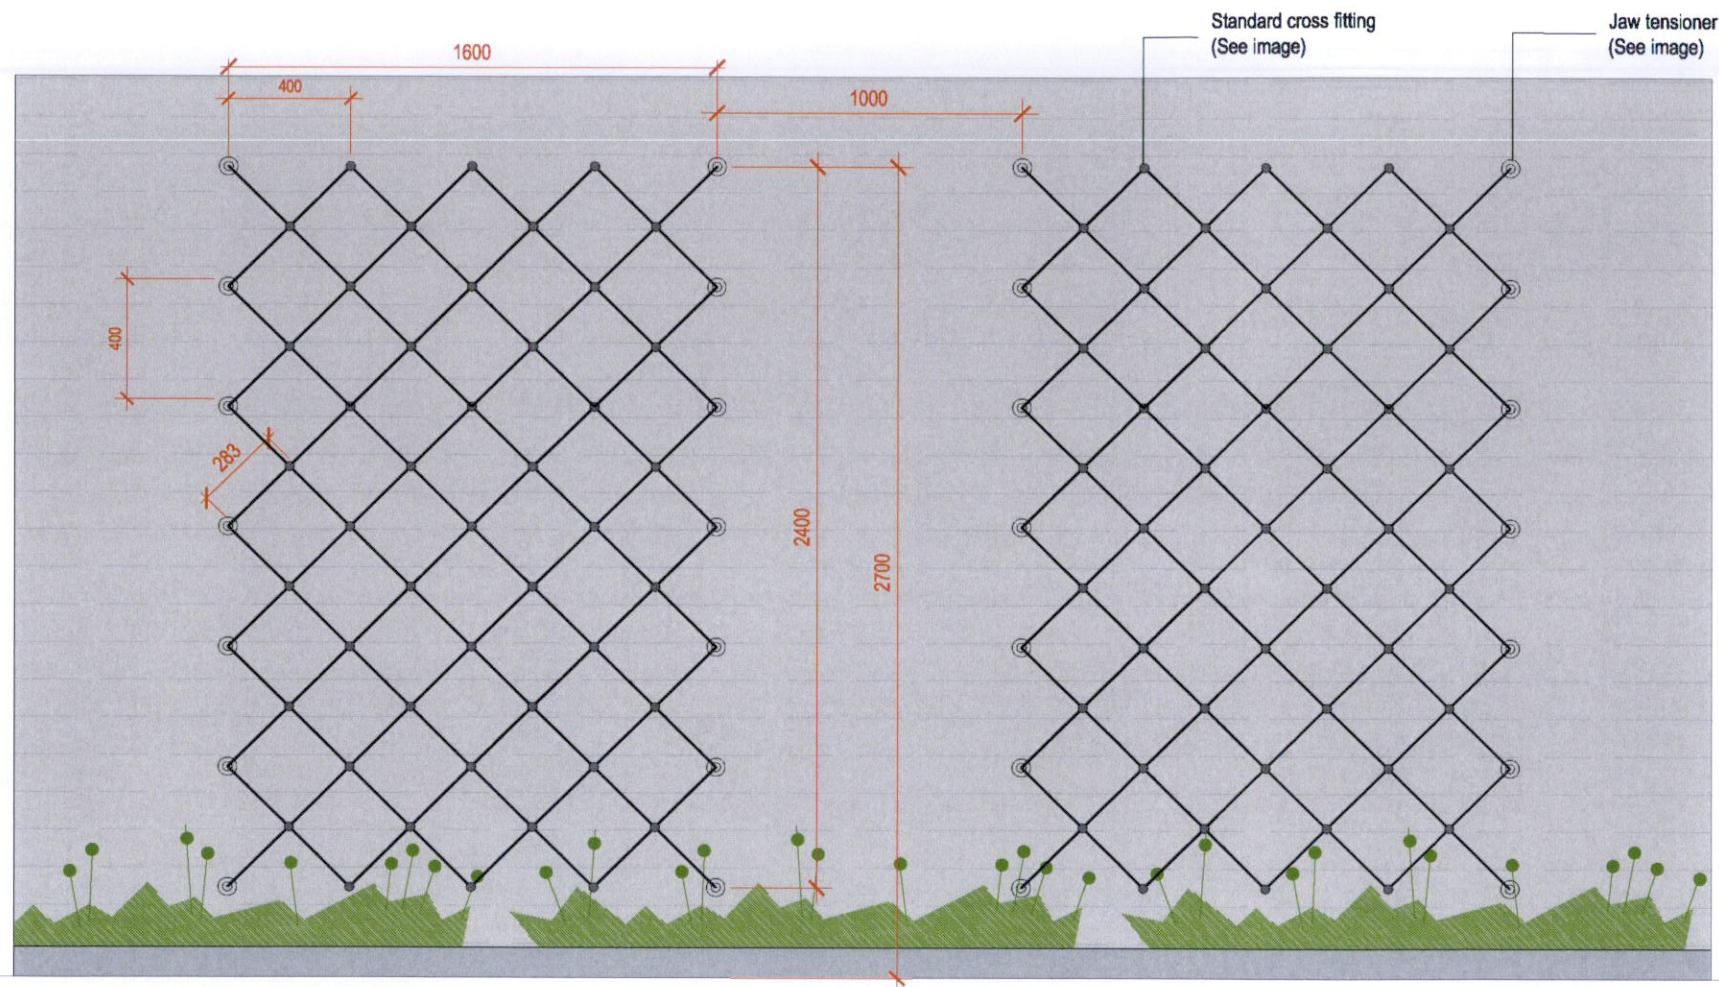 Standard cross fitting
(See image)
Jaw tensioner
(See image)
1600
400
1000
400
283
2400
2700